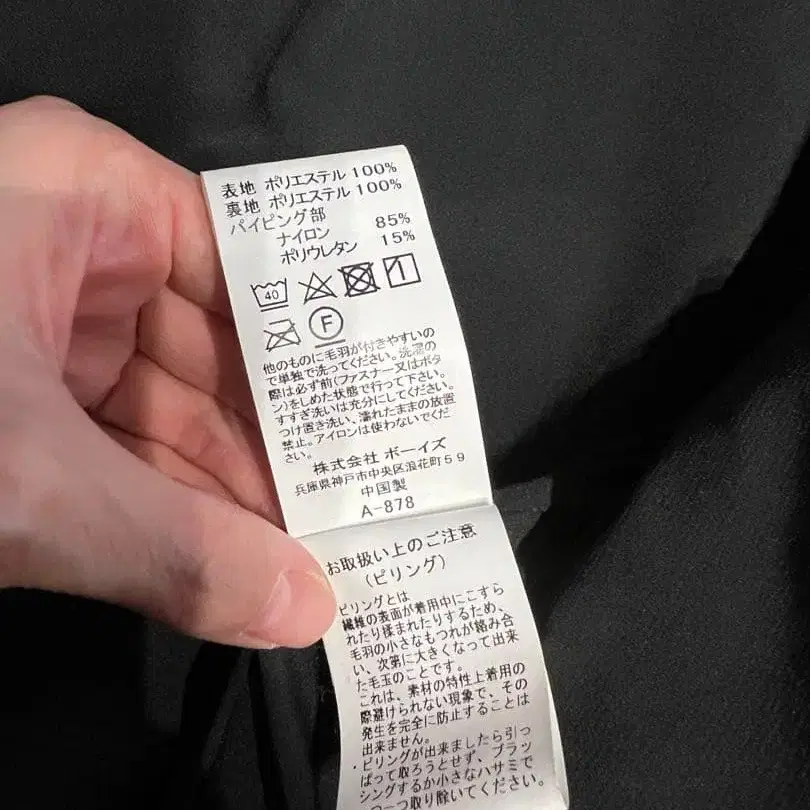 表地 ポリエステル 100%
裏地 ポリエステル 100%
パイピング部
ナイロン 85%
ポリウレタン 15%
40
F
他のものに毛羽が付きやすいの
で単独で洗ってください。洗濯の
際は必ず前(ファスナー又はボタ
ン)をしめた状態で行って下さい。
すすぎ洗いは充分にしてください。
つけ置き洗い、濡れたままの放置
禁止。アイロンは使わないでくだ
さい。
株式会社 ボーイズ
兵庫県神戸市中央区浪花町59
中国製
A-878
お取扱い上のご注意
(ピリング)
ピリングとは
繊維の表面が着用中にこすら
れたり揉まれたりするため、
毛羽の小さなもつれが絡み合
い、次第に大きくなって出来
た毛玉のことです。
これは、素材の特性上着用の
際避けられない現象で、その
発生を完全に防止することは
出来ません。
・ピリングが出来ましたら引っ
ぱって取ろうとせず、ブラッ
シングするか小さなハサミで
一つ取り除いてください。